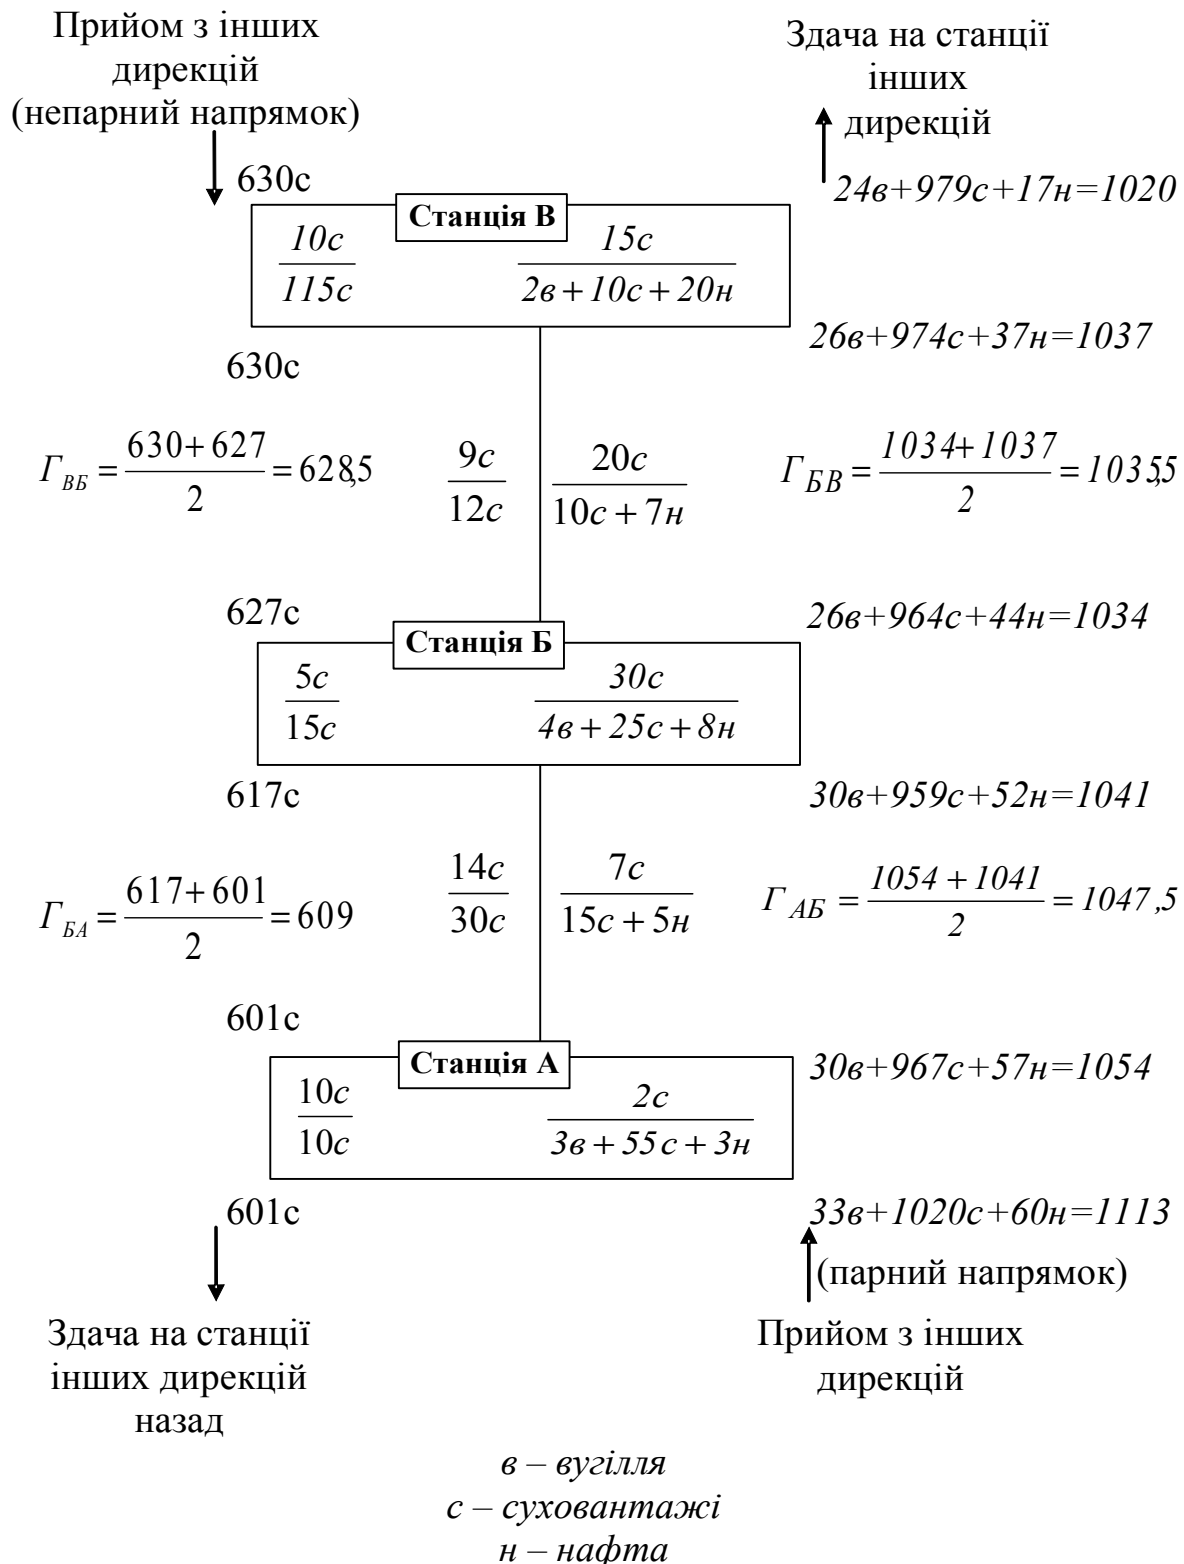 Прийом з інших
дирекцій
(непарний напрямок)
Здача на станції
інших
дирекцій
630с
24в+979с+17н=1020
Станція В
10с
115с
15с
2в+10с+20н
630с
26в+974с+37н=1037
Г_ВБ = (630+627)/2 = 628,5
9с
12с
20с
10с+7н
Г_БВ = (1034+1037)/2 = 1035,5
627с
26в+964с+44н=1034
Станція Б
5с
15с
30с
4в+25с+8н
617с
30в+959с+52н=1041
Г_БА = (617+601)/2 = 609
14с
30с
7с
15с+5н
Г_АБ = (1054+1041)/2 = 1047,5
601с
30в+967с+57н=1054
Станція А
10с
10с
2с
3в+55с+3н
601с
33в+1020с+60н=1113
(парний напрямок)
Здача на станції
інших дирекцій
назад
Прийом з інших
дирекцій
в – вугілля
с – суховантажі
н – нафта